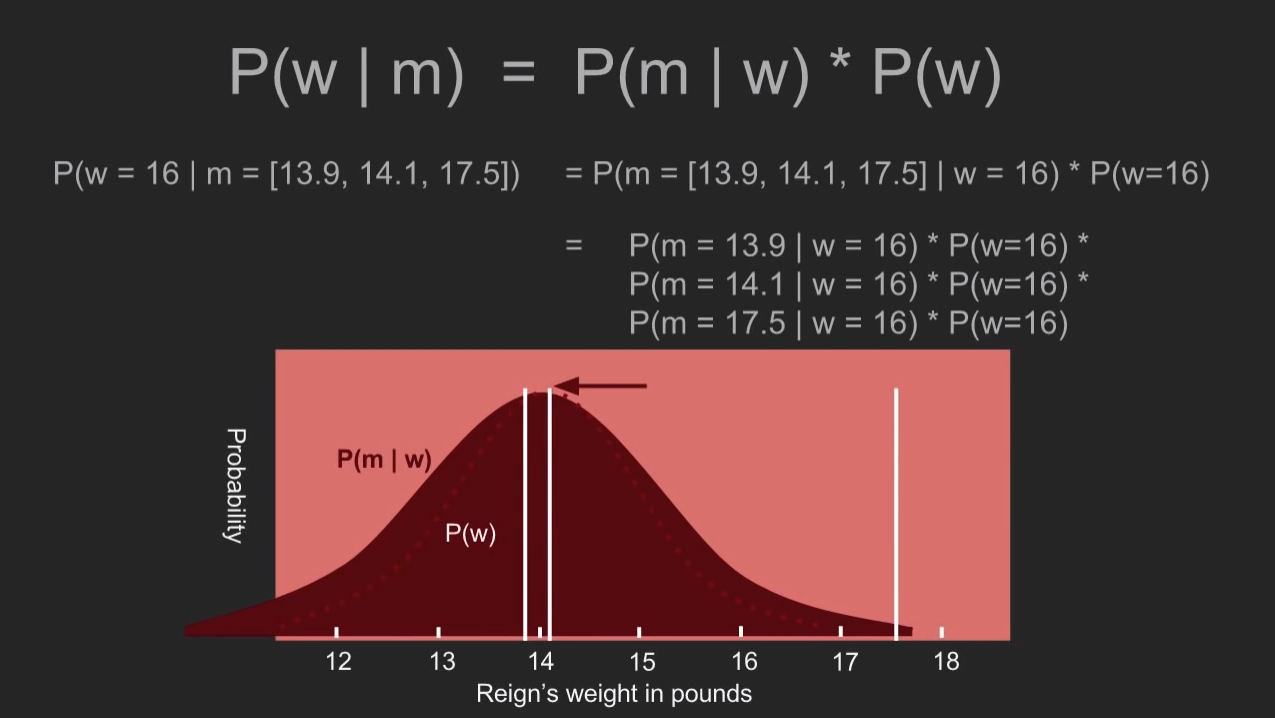 P(w | m) = P(m | w) * P(w)
P(w = 16 | m = [13.9, 14.1, 17.5]) = P(m = [13.9, 14.1, 17.5] | w = 16) * P(w=16)
= P(m = 13.9 | w = 16) * P(w=16) *
P(m = 14.1 | w = 16) * P(w=16) *
P(m = 17.5 | w = 16) * P(w=16)
Probability
P(m | w)
P(w)
12 13 14 15 16 17 18
Reign's weight in pounds